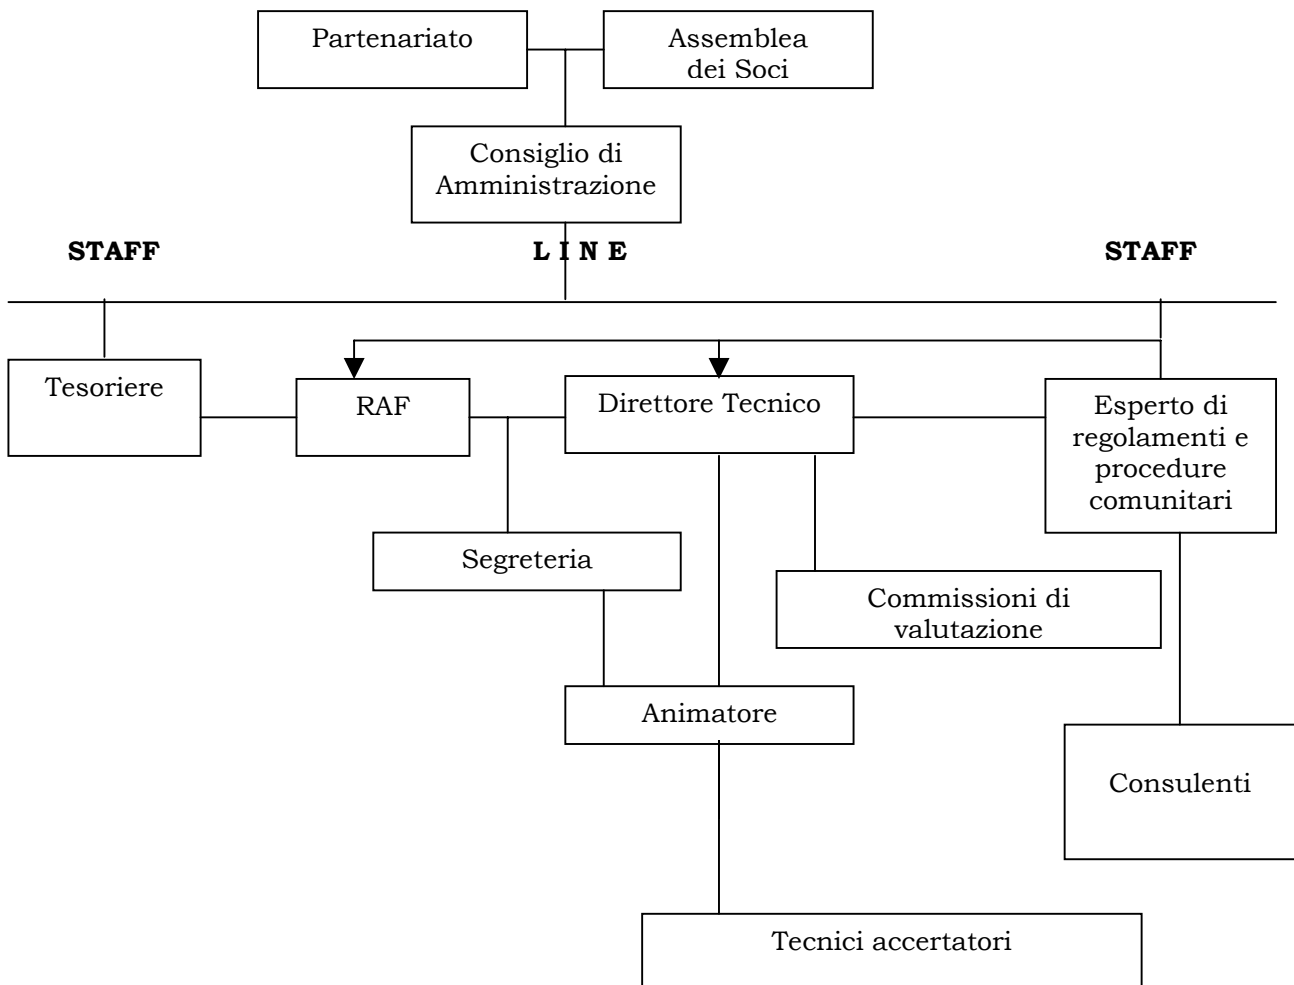 Partenariato
Assemblea
dei Soci
Consiglio di
Amministrazione
STAFF
L I N E
STAFF
Tesoriere
RAF
Direttore Tecnico
Esperto di
regolamenti e
procedure
comunitari
Segreteria
Commissioni di
valutazione
Animatore
Consulenti
Tecnici accertatori